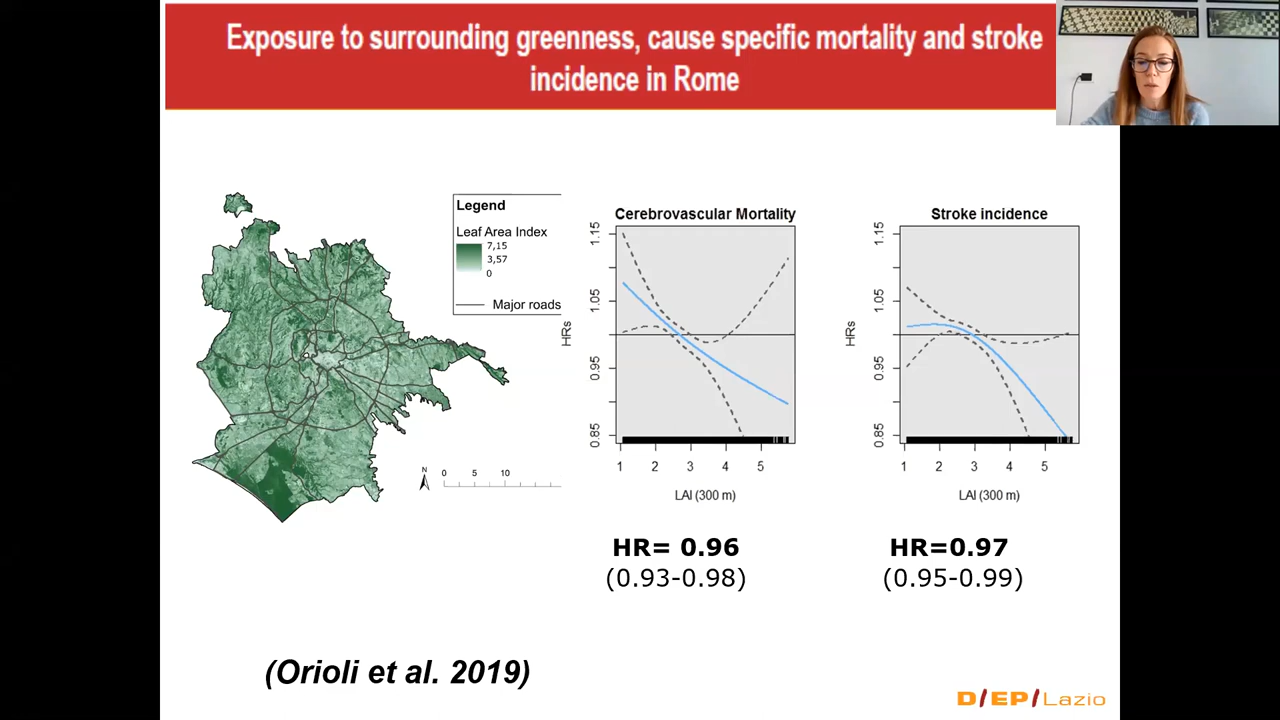 Exposure to surrounding greenness, cause specific mortality and stroke
incidence in Rome
Legend
Leaf Area Index
7,15
3,57
0
Major roads
N
0 5 10
Cerebrovascular Mortality
HRs
1.15
1.05
0.95
0.85
1 2 3 4 5
LAI (300 m)
HR= 0.96
(0.93-0.98)
Stroke incidence
HRs
1.15
1.05
0.95
0.85
1 2 3 4 5
LAI (300 m)
HR=0.97
(0.95-0.99)
(Orioli et al. 2019)
D/EP/Lazio